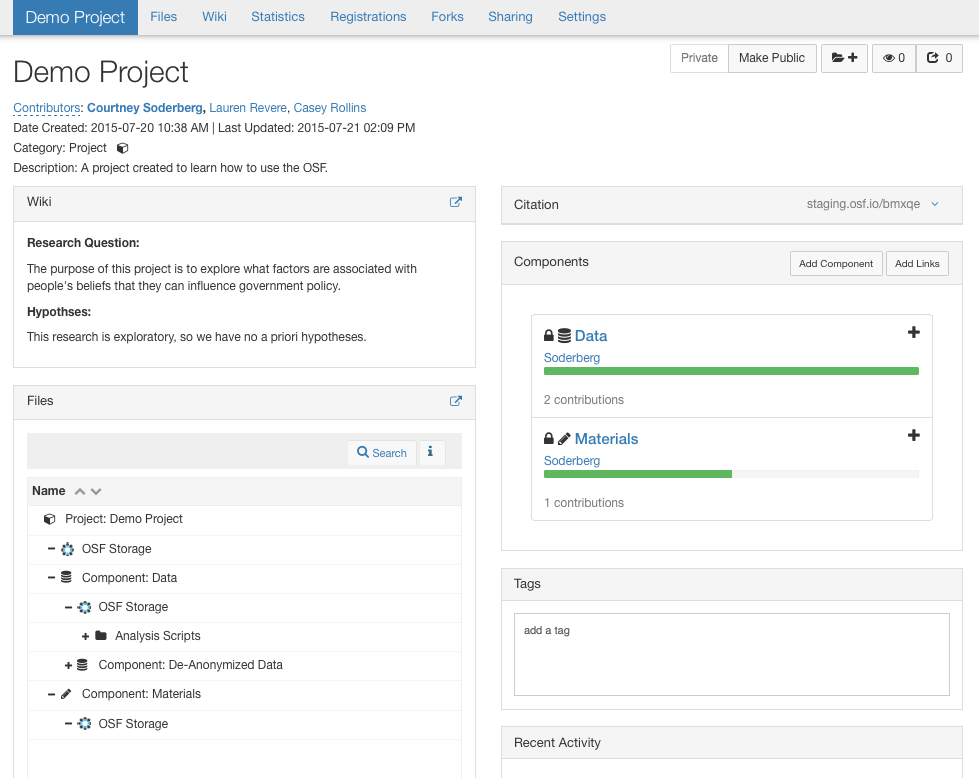 Demo Project Files Wiki Statistics Registrations Forks Sharing Settings
Private Make Public 0 0
Demo Project
Contributors: Courtney Soderberg, Lauren Revere, Casey Rollins
Date Created: 2015-07-20 10:38 AM | Last Updated: 2015-07-21 02:09 PM
Category: Project
Description: A project created to learn how to use the OSF.
Wiki
Research Question:
The purpose of this project is to explore what factors are associated with
people's beliefs that they can influence government policy.
Hypothses:
This research is exploratory, so we have no a priori hypotheses.
Files
Search
Name
Project: Demo Project
OSF Storage
Component: Data
OSF Storage
Analysis Scripts
Component: De-Anonymized Data
Component: Materials
OSF Storage
Citation staging.osf.io/bmxqe
Components Add Component Add Links
Data
Soderberg
2 contributions
Materials
Soderberg
1 contributions
Tags
add a tag
Recent Activity